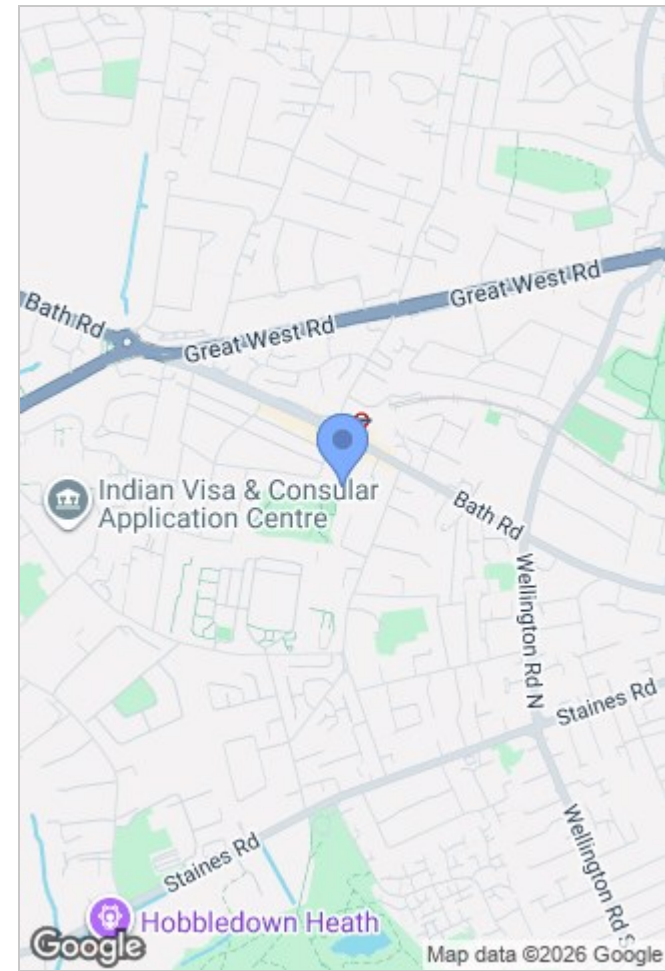 Great West Rd
Bath Rd
Great West Rd
Indian Visa & Consular
Application Centre
Bath Rd
Wellington Rd N
Staines Rd
Wellington Rd S
Staines Rd
Hobbledown Heath
Google
Map data ©2026 Google